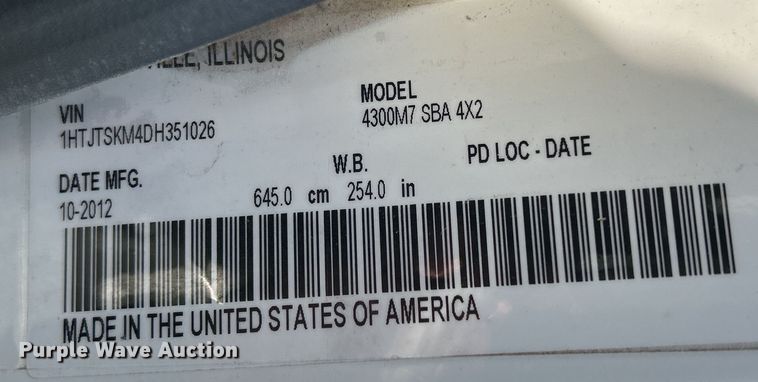 ILLINOIS
VIN
1HTJTSKM4DH351026
MODEL
4300M7 SBA 4X2
DATE MFG.
10-2012
W.B.
645.0 cm 254.0 in
PD LOC - DATE
MADE IN THE UNITED STATES OF AMERICA
Purple Wave Auction